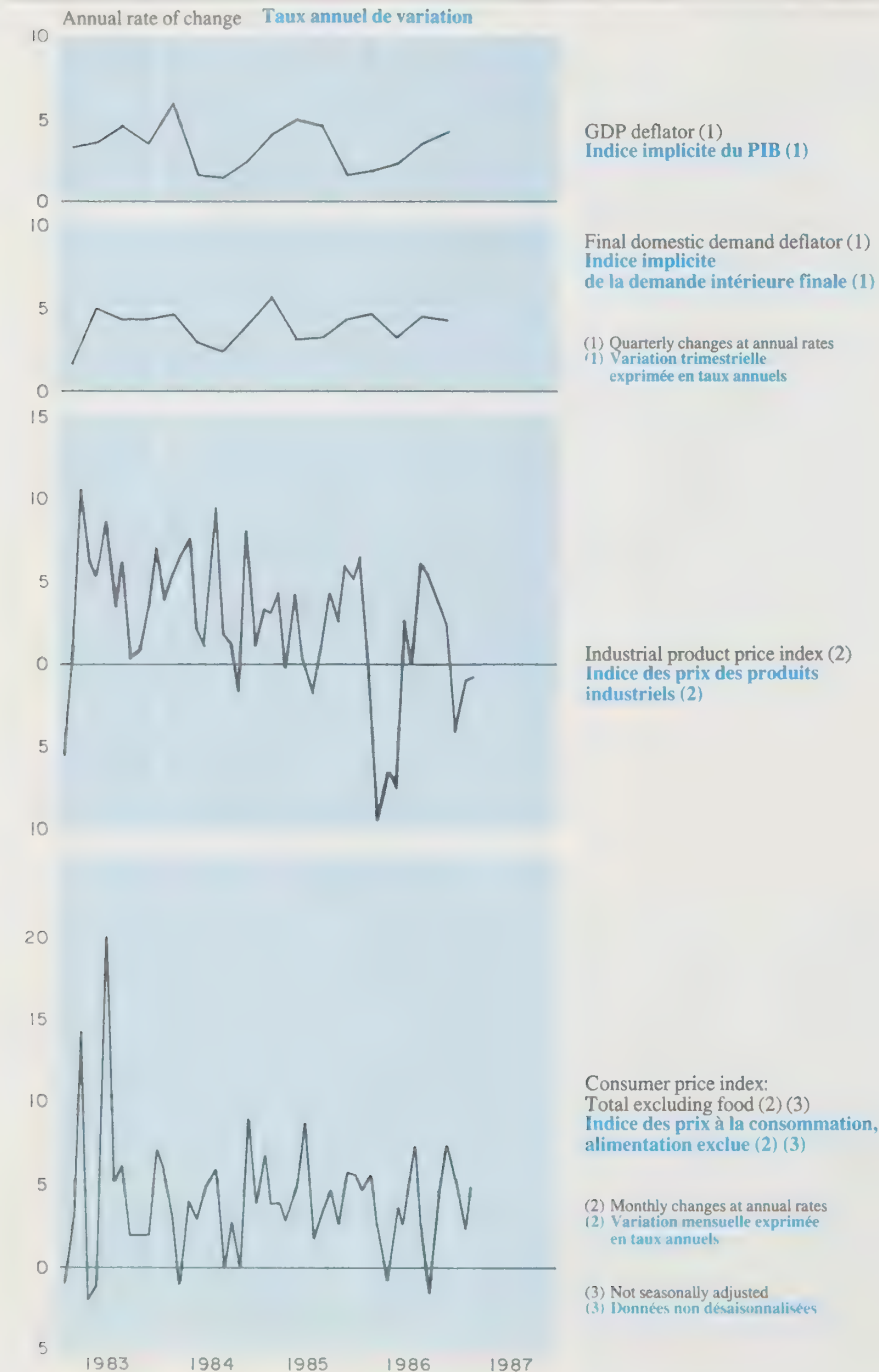 Annual rate of change Taux annuel de variation
10
5
0
GDP deflator (1)
Indice implicite du PIB (1)
10
5
0
Final domestic demand deflator (1)
Indice implicite
de la demande intérieure finale (1)
(1) Quarterly changes at annual rates
(1) Variation trimestrielle
exprimée en taux annuels
15
10
5
0
5
10
Industrial product price index (2)
Indice des prix des produits
industriels (2)
20
15
10
5
0
5
Consumer price index:
Total excluding food (2) (3)
Indice des prix à la consommation,
alimentation exclue (2) (3)
(2) Monthly changes at annual rates
(2) Variation mensuelle exprimée
en taux annuels
(3) Not seasonally adjusted
(3) Données non désaisonnalisées
1983 1984 1985 1986 1987